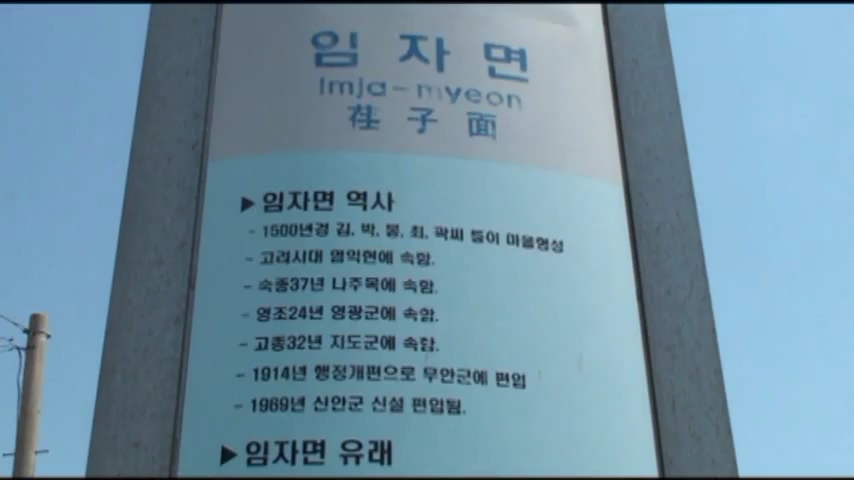 임자면
Imja-myeon
荏子面
▶임자면 역사
- 1500년경 김, 박, 봉, 최, 곽씨 들이 마을형성
- 고려시대 염익현에 속함.
- 숙종37년 나주목에 속함.
- 영조24년 영광군에 속함.
- 고종32년 지도군에 속함.
- 1914년 행정개편으로 무안군에 편입
- 1969년 신안군 신설 편입됨.
▶임자면 유래